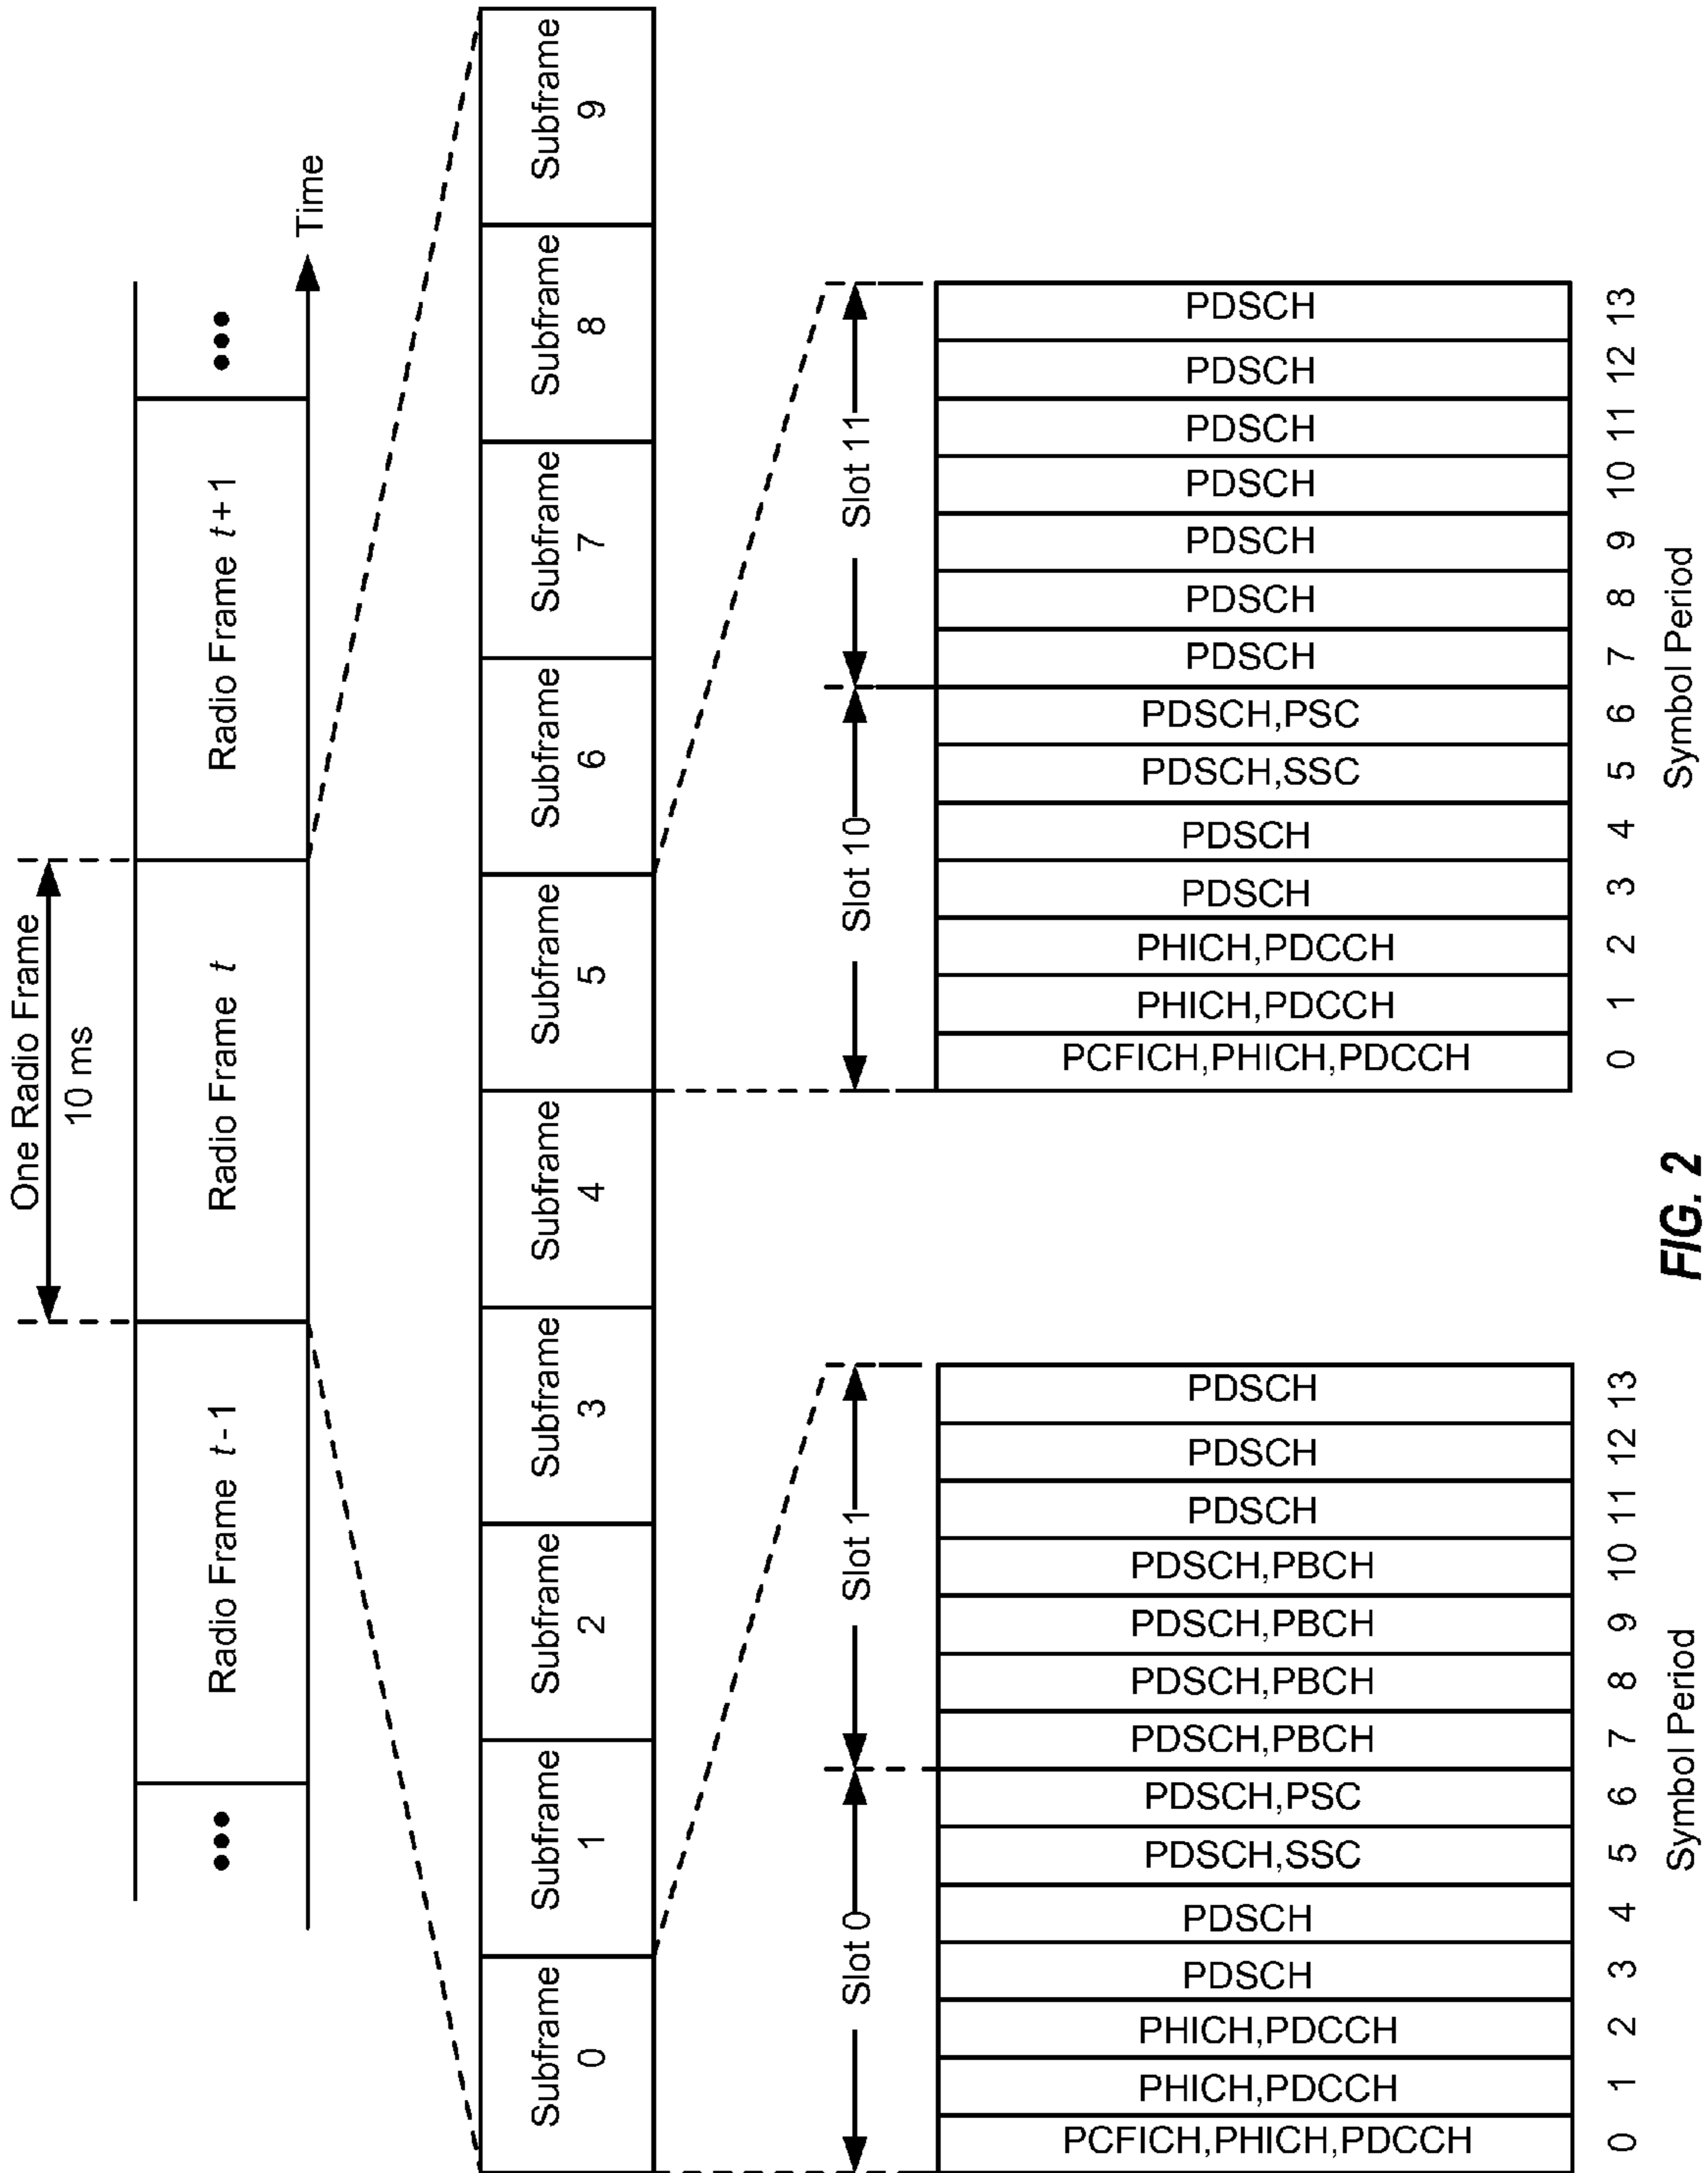 One Radio Frame
10 ms
••• Radio Frame t-1 Radio Frame t Radio Frame t+1 •••
Time
Subframe 0
Subframe 1
Subframe 2
Subframe 3
Subframe 4
Subframe 5
Subframe 6
Subframe 7
Subframe 8
Subframe 9
Slot 0
Slot 1
PCFICH,PHICH,PDCCH
PHICH,PDCCH
PHICH,PDCCH
PDSCH
PDSCH
PDSCH,SSC
PDSCH,PSC
PDSCH,PBCH
PDSCH,PBCH
PDSCH,PBCH
PDSCH,PBCH
PDSCH
PDSCH
PDSCH
0 1 2 3 4 5 6 7 8 9 10 11 12 13
Symbol Period
Slot 10
Slot 11
PCFICH,PHICH,PDCCH
PHICH,PDCCH
PHICH,PDCCH
PDSCH
PDSCH
PDSCH,SSC
PDSCH,PSC
PDSCH
PDSCH
PDSCH
PDSCH
PDSCH
PDSCH
PDSCH
0 1 2 3 4 5 6 7 8 9 10 11 12 13
Symbol Period
FIG. 2